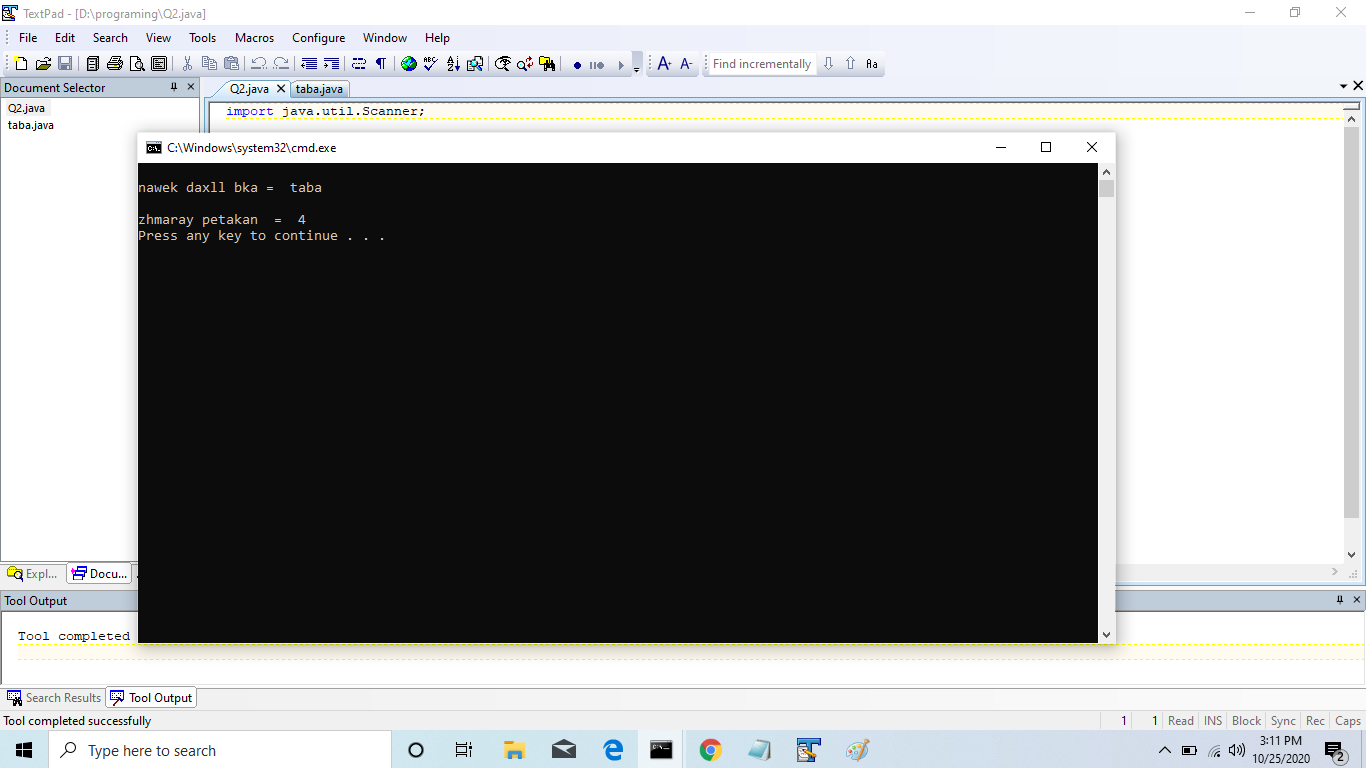 TextPad - [D:\programing\Q2.java]
File Edit Search View Tools Macros Configure Window Help
Find incrementally
Document Selector
Q2.java
taba.java
Q2.java taba.java
import java.util.Scanner;
C:\Windows\system32\cmd.exe
nawek daxll bka =  taba
zhmaray petakan  =  4
Press any key to continue . . .
Expl... Docu...
Tool Output
Tool completed
Search Results Tool Output
Tool completed successfully
1 1 Read INS Block Sync Rec Caps
Type here to search
3:11 PM
10/25/2020
2